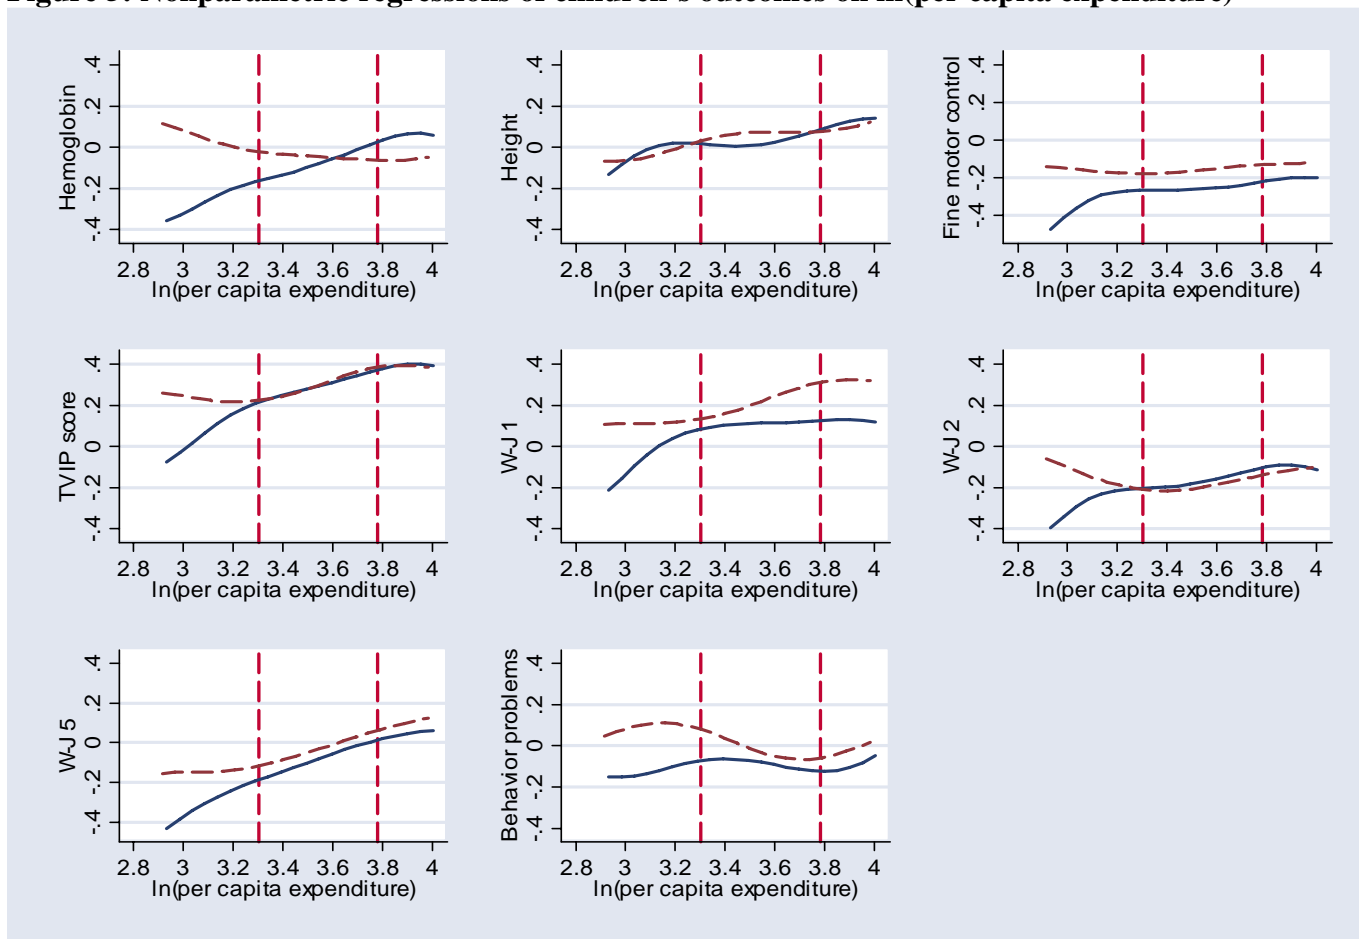 Hemoglobin
-.4 -.2 0 .2 .4
2.8 3 3.2 3.4 3.6 3.8 4
ln(per capita expenditure)
Height
-.4 -.2 0 .2 .4
2.8 3 3.2 3.4 3.6 3.8 4
ln(per capita expenditure)
Fine motor control
-.4 -.2 0 .2 .4
2.8 3 3.2 3.4 3.6 3.8 4
ln(per capita expenditure)
TVIP score
-.4 -.2 0 .2 .4
2.8 3 3.2 3.4 3.6 3.8 4
ln(per capita expenditure)
W-J 1
-.4 -.2 0 .2 .4
2.8 3 3.2 3.4 3.6 3.8 4
ln(per capita expenditure)
W-J 2
-.4 -.2 0 .2 .4
2.8 3 3.2 3.4 3.6 3.8 4
ln(per capita expenditure)
W-J 5
-.4 -.2 0 .2 .4
2.8 3 3.2 3.4 3.6 3.8 4
ln(per capita expenditure)
Behavior problems
-.4 -.2 0 .2 .4
2.8 3 3.2 3.4 3.6 3.8 4
ln(per capita expenditure)